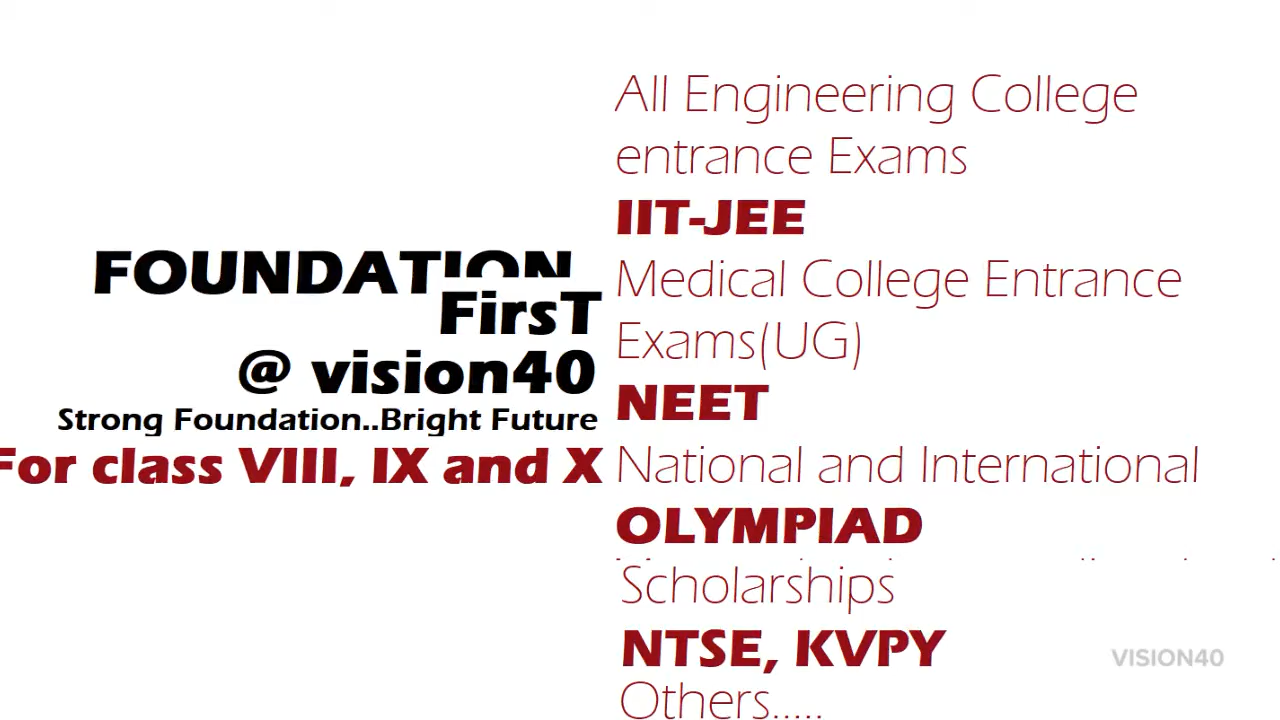 FOUNDATION
FirsT
@ vision40
Strong Foundation..Bright Future
For class VIII, IX and X
All Engineering College
entrance Exams
IIT-JEE
Medical College Entrance
Exams(UG)
NEET
National and International
OLYMPIAD
Scholarships
NTSE, KVPY
Others.....
VISION40